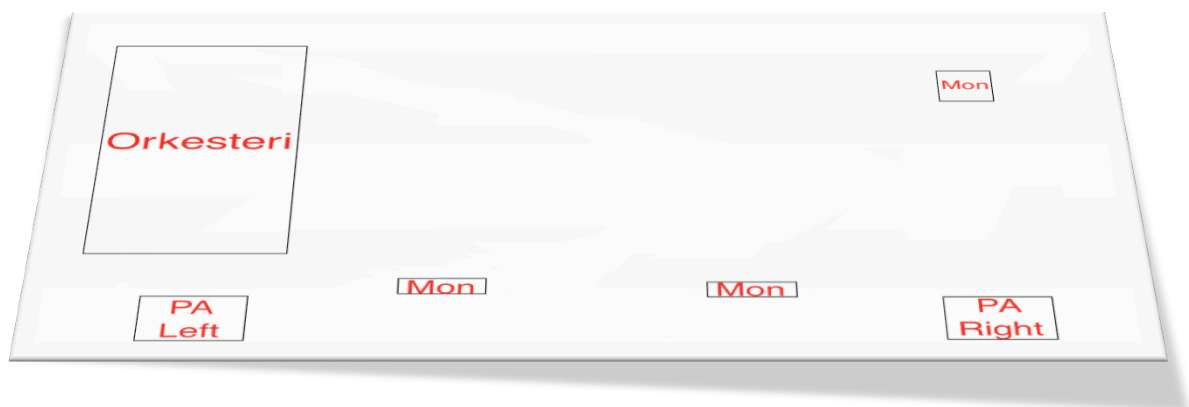 Mon
Orkesteri
Mon
Mon
PA
Left
PA
Right